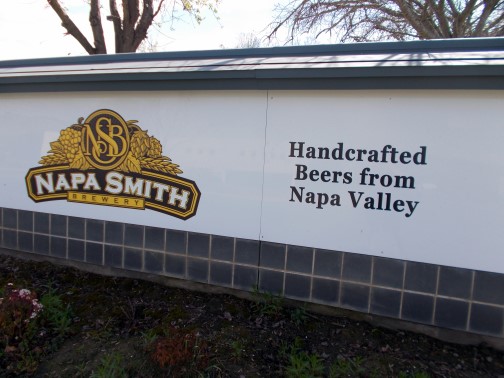 NSB
NAPA SMITH
BREWERY
Handcrafted
Beers from
Napa Valley